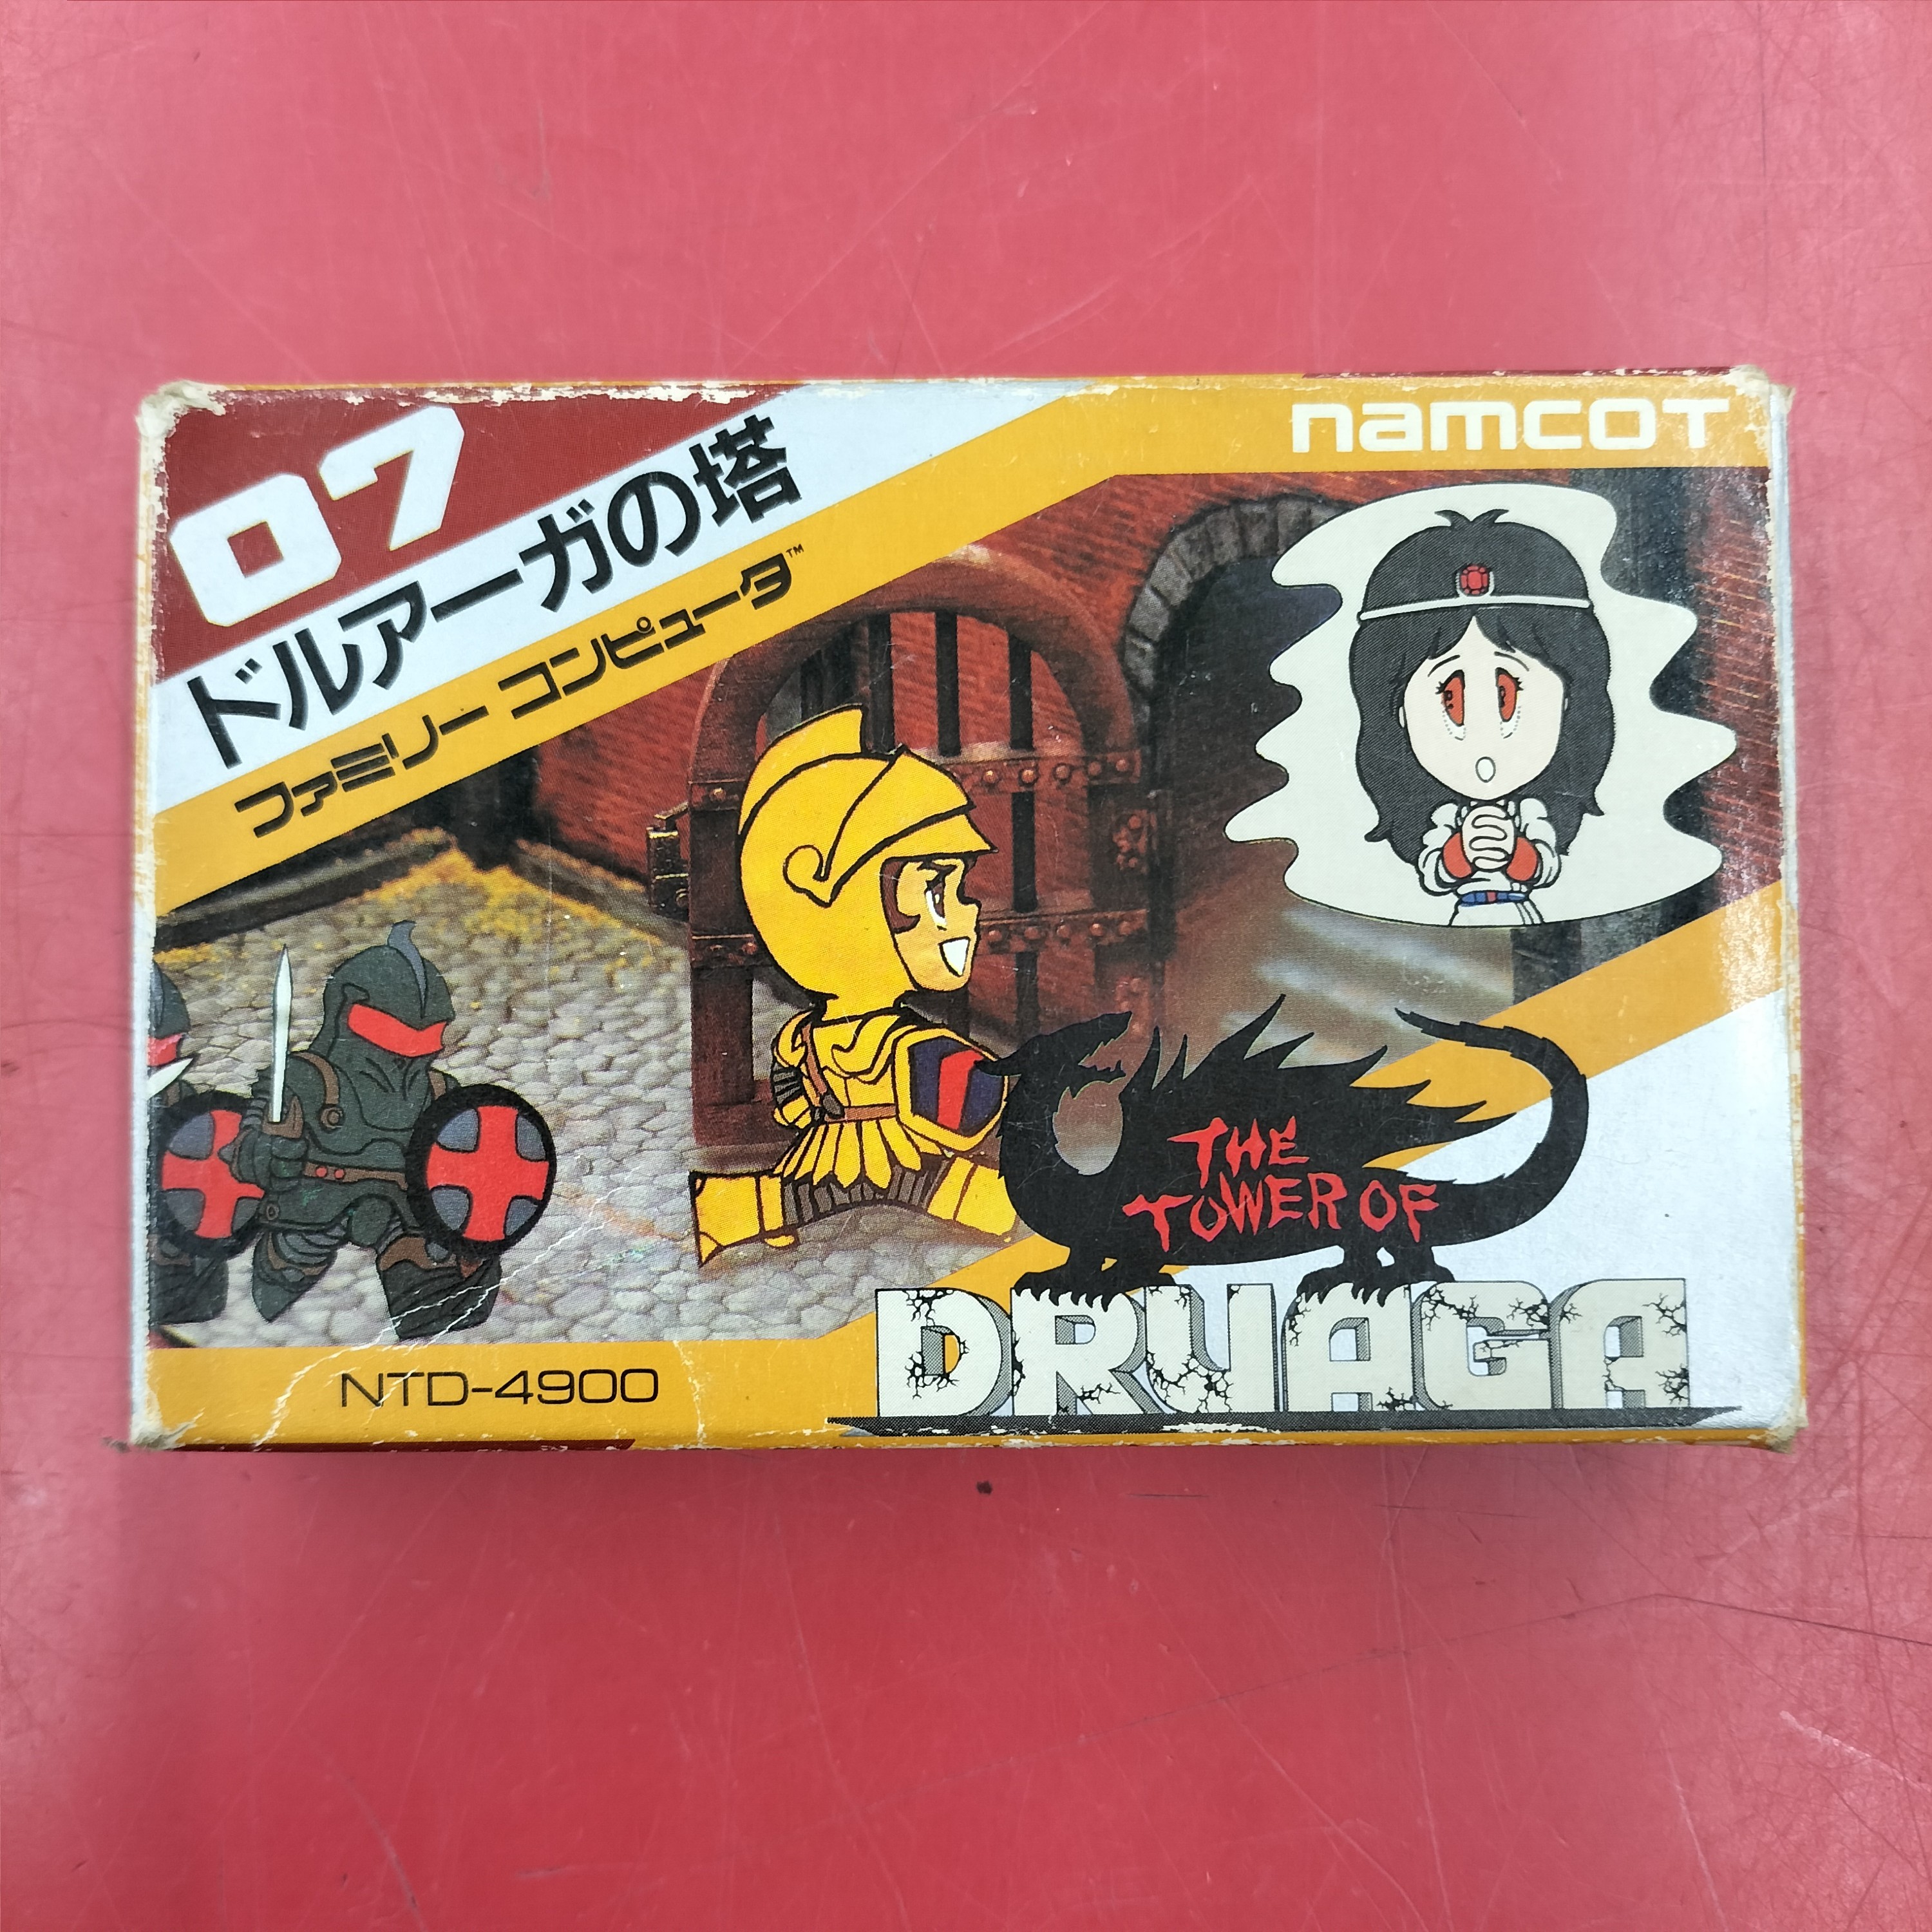 namcot
07
ドルアーガの塔
ファミリー コンピュータ™
THE
TOWER OF
DRUAGA
NTD-4900